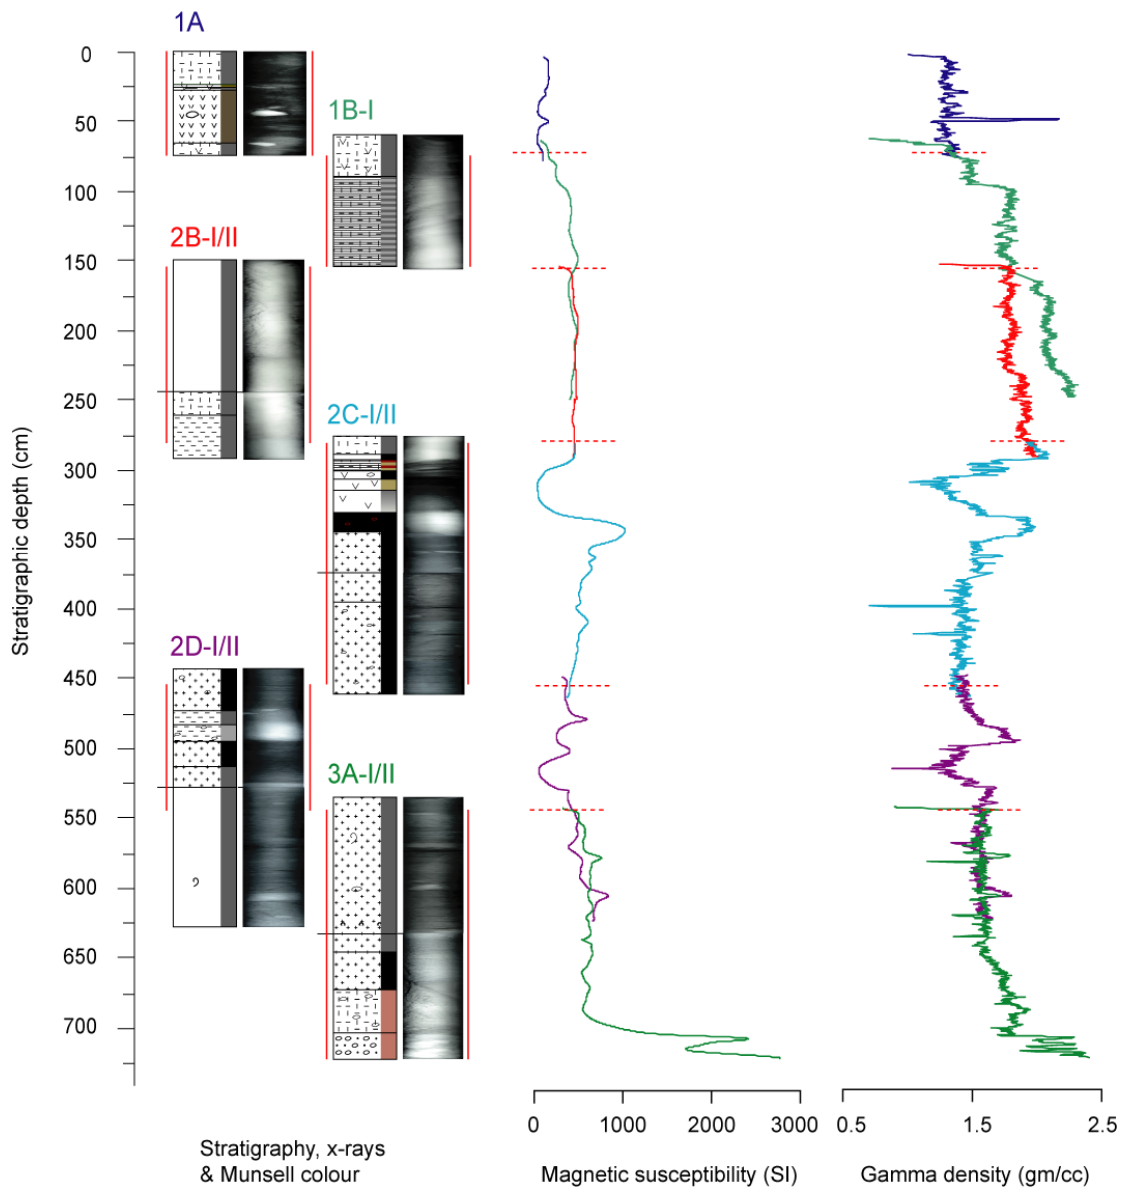 1A
0
50
1B-I
100
2B-I/II
150
200
250
2C-I/II
300
350
400
2D-I/II
450
500
3A-I/II
550
600
650
700
Stratigraphic depth (cm)
0 1000 2000 3000
0.5 1.5 2.5
Stratigraphy, x-rays
& Munsell colour
Magnetic susceptibility (SI)
Gamma density (gm/cc)